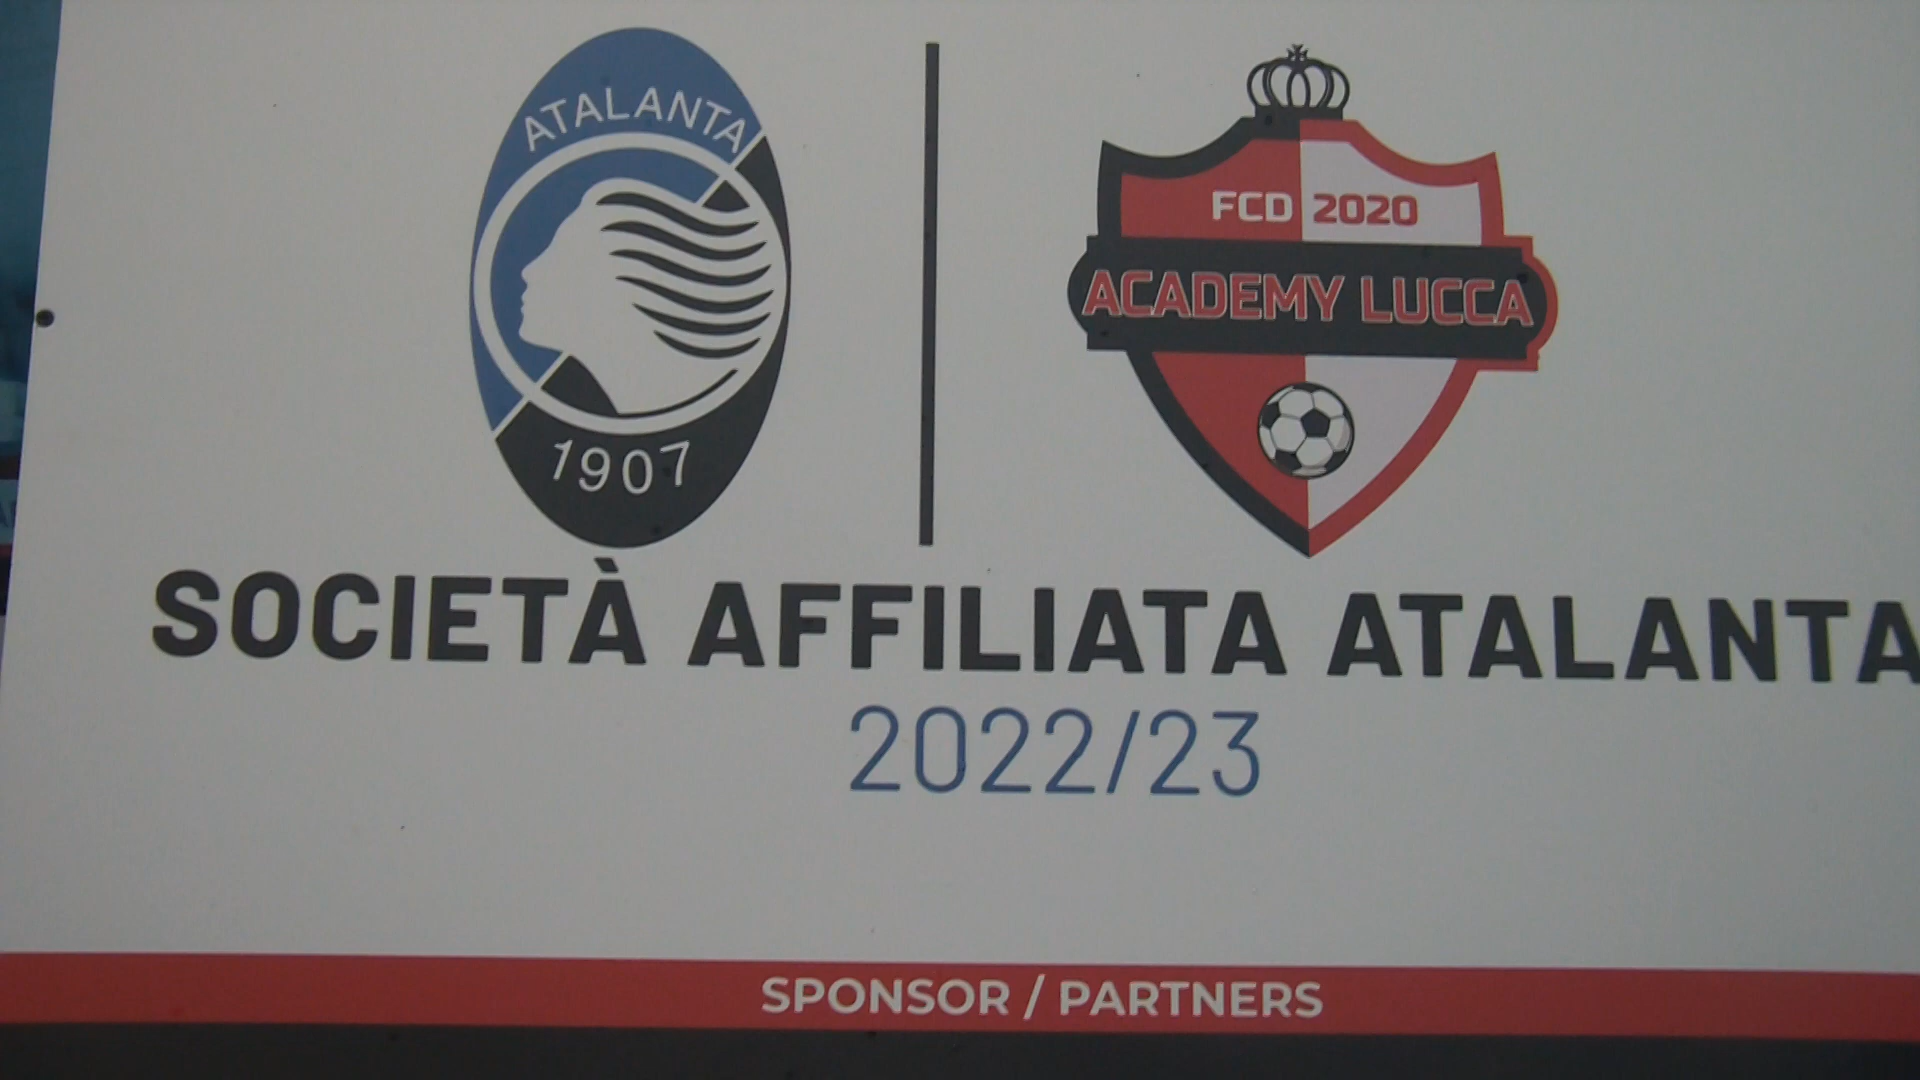 ATALANTA
1907
FCD 2020
ACADEMY LUCCA
SOCIETÀ AFFILIATA ATALANTA
2022/23
SPONSOR / PARTNERS